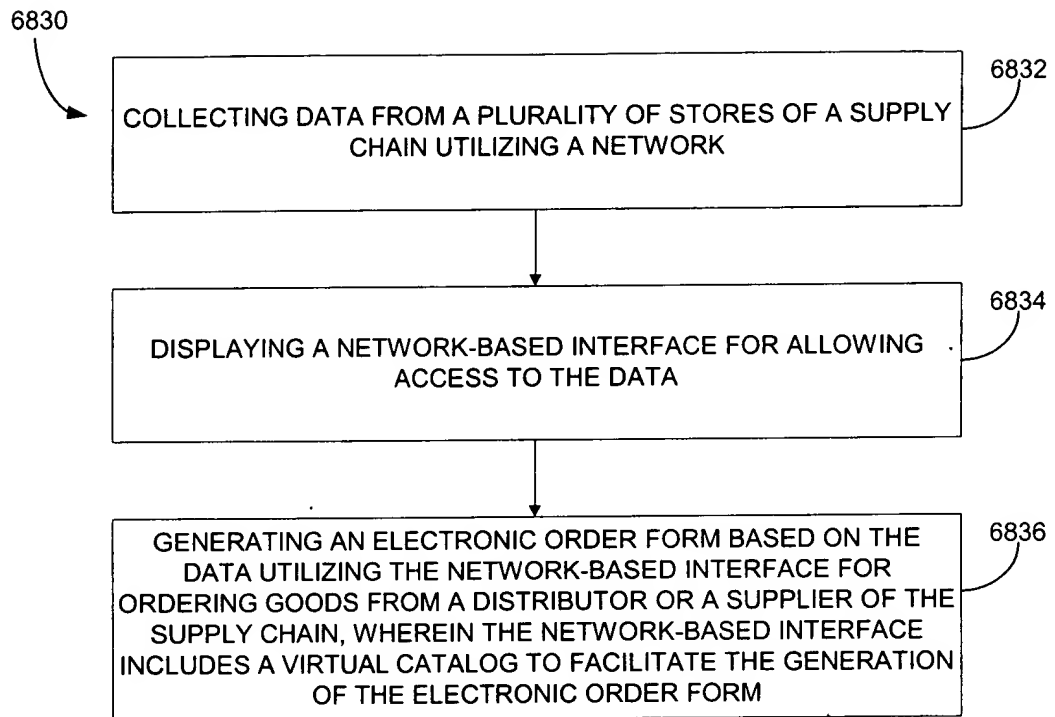 6830
6832
COLLECTING DATA FROM A PLURALITY OF STORES OF A SUPPLY
CHAIN UTILIZING A NETWORK
6834
DISPLAYING A NETWORK-BASED INTERFACE FOR ALLOWING
ACCESS TO THE DATA
6836
GENERATING AN ELECTRONIC ORDER FORM BASED ON THE
DATA UTILIZING THE NETWORK-BASED INTERFACE FOR
ORDERING GOODS FROM A DISTRIBUTOR OR A SUPPLIER OF THE
SUPPLY CHAIN, WHEREIN THE NETWORK-BASED INTERFACE
INCLUDES A VIRTUAL CATALOG TO FACILITATE THE GENERATION
OF THE ELECTRONIC ORDER FORM